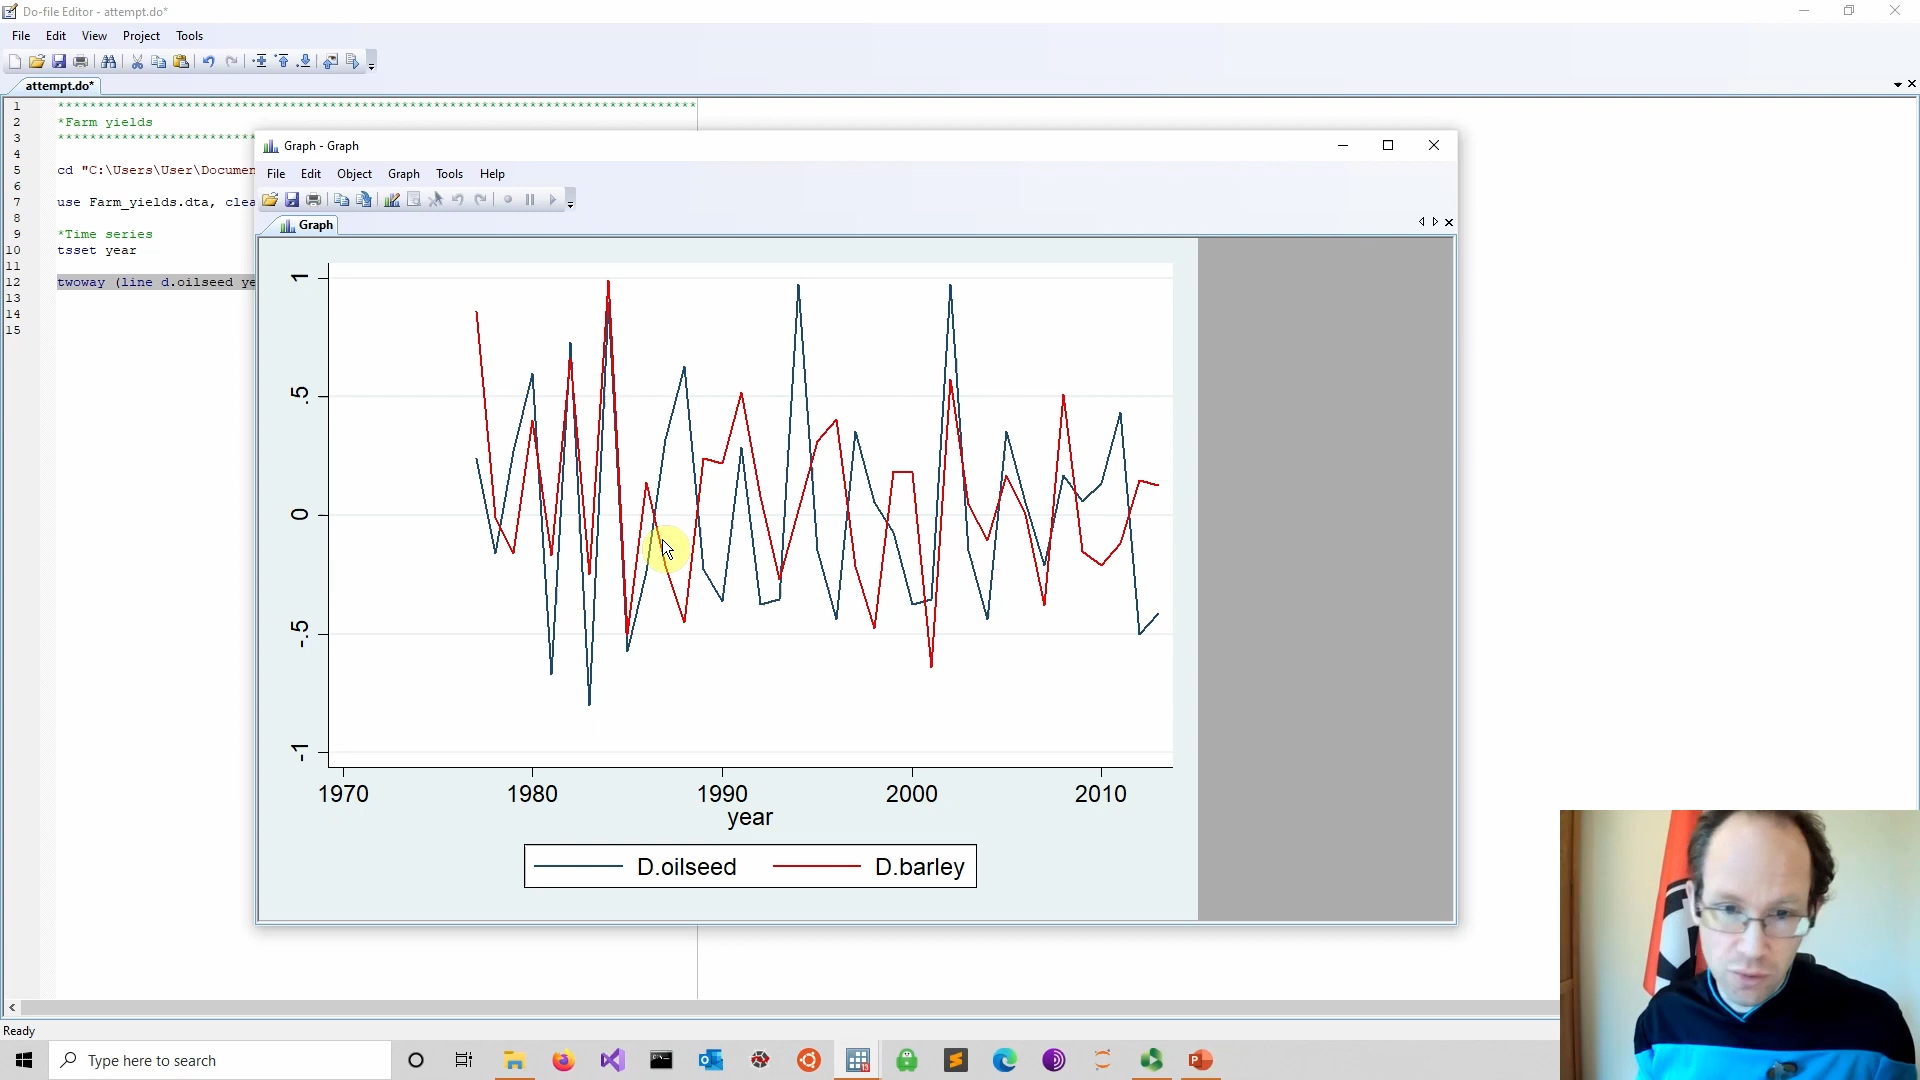 Do-file Editor - attempt.do*
File Edit View Project Tools
attempt.do*
1 ********************************************************************************
2 *Farm yields
3 *************************
4
5 cd "C:\Users\User\Documen
6
7 use Farm_yields.dta, clea
8
9 *Time series
10 tsset year
11
12 twoway (line d.oilseed ye
13
14
15
Graph - Graph
File Edit Object Graph Tools Help
Graph
1
.5
0
-.5
-1
1970 1980 1990 2000 2010
year
D.oilseed D.barley
Ready
Type here to search